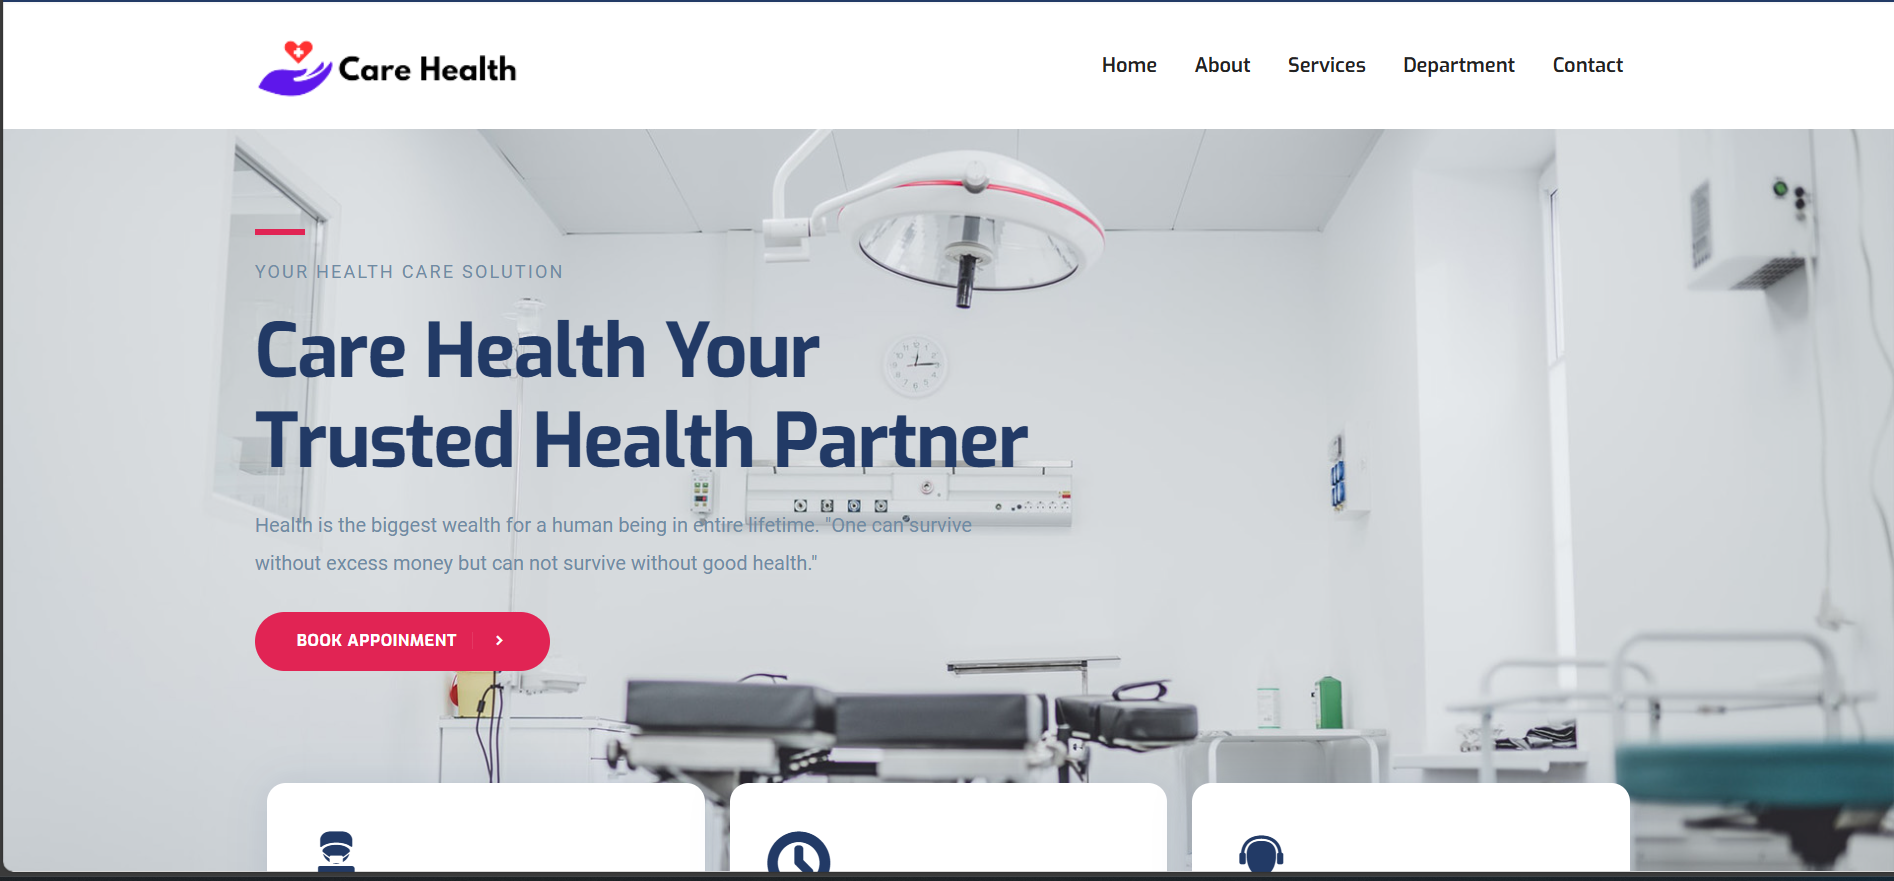 Care Health
Home About Services Department Contact
YOUR HEALTH CARE SOLUTION
Care Health Your
Trusted Health Partner
Health is the biggest wealth for a human being in entire lifetime. "One can survive
without excess money but can not survive without good health."
BOOK APPOINMENT